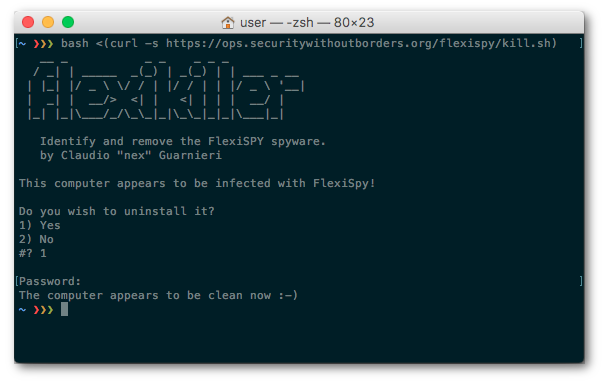 user — -zsh — 80×23
[~ ❯❯❯ bash <(curl -s https://ops.securitywithoutborders.org/flexispy/kill.sh) ]
flexikiller
Identify and remove the FlexiSPY spyware.
by Claudio "nex" Guarnieri
This computer appears to be infected with FlexiSpy!
Do you wish to uninstall it?
1) Yes
2) No
#? 1
[Password: ]
The computer appears to be clean now :-)
~ ❯❯❯